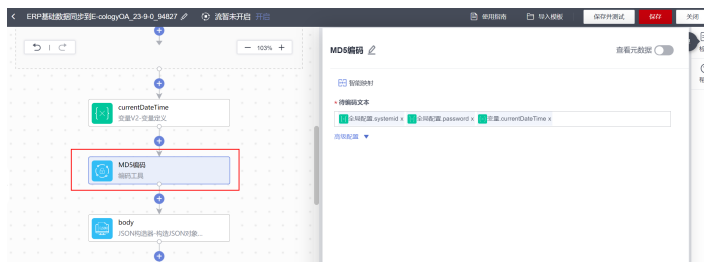 ERP基础数据同步到E-cologyOA_23-9-0_94827
流暂未开启 开启
使用指南
导入模板
保存并测试
保存
关闭
103%
currentDateTime
变量V2-变量定义
MD5编码
编码工具
body
JSON构造器-构造JSON对象...
MD5编码
查看元数据
智能映射
* 待编码文本
全局配置.systemid x 全局配置.password x 变量.currentDateTime x
高级配置